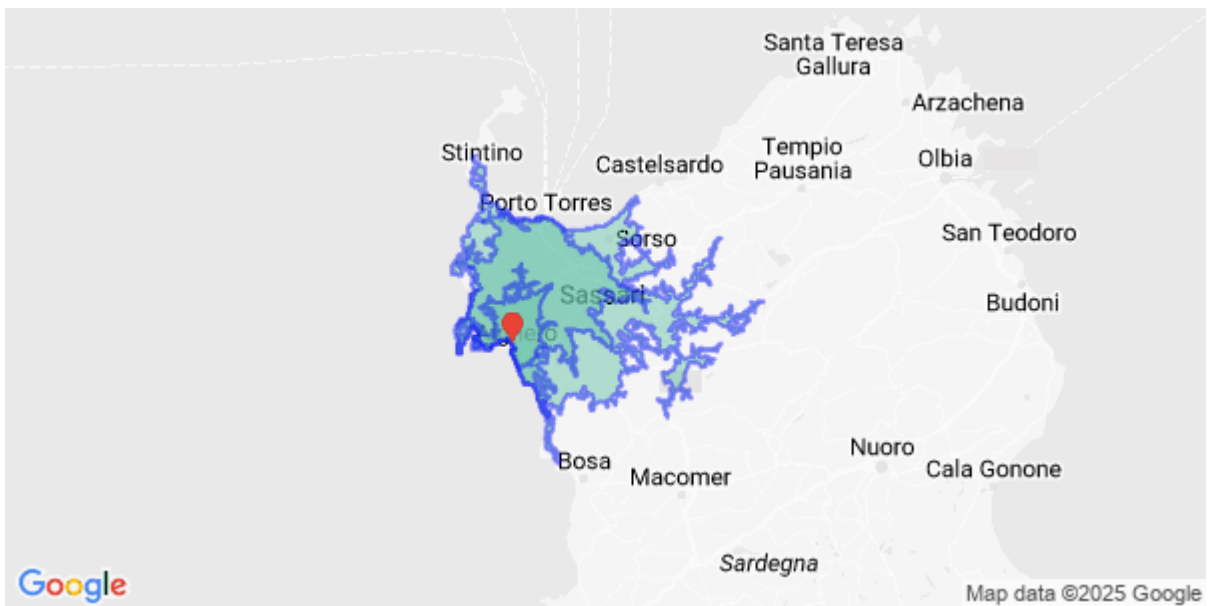 Santa Teresa
Gallura
Arzachena
Stintino
Castelsardo
Tempio
Pausania
Olbia
Porto Torres
Sorso
San Teodoro
Sassari
Budoni
Bosa
Macomer
Nuoro
Cala Gonone
Sardegna
Google
Map data ©2025 Google